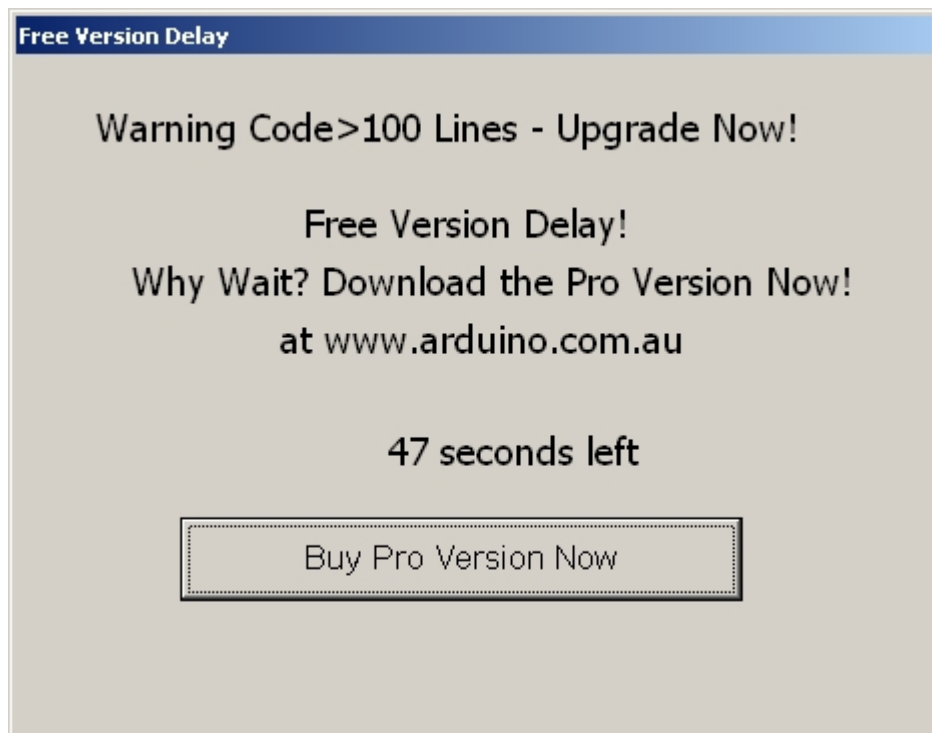 Free Version Delay
Warning Code>100 Lines - Upgrade Now!
Free Version Delay!
Why Wait? Download the Pro Version Now!
at www.arduino.com.au
47 seconds left
Buy Pro Version Now